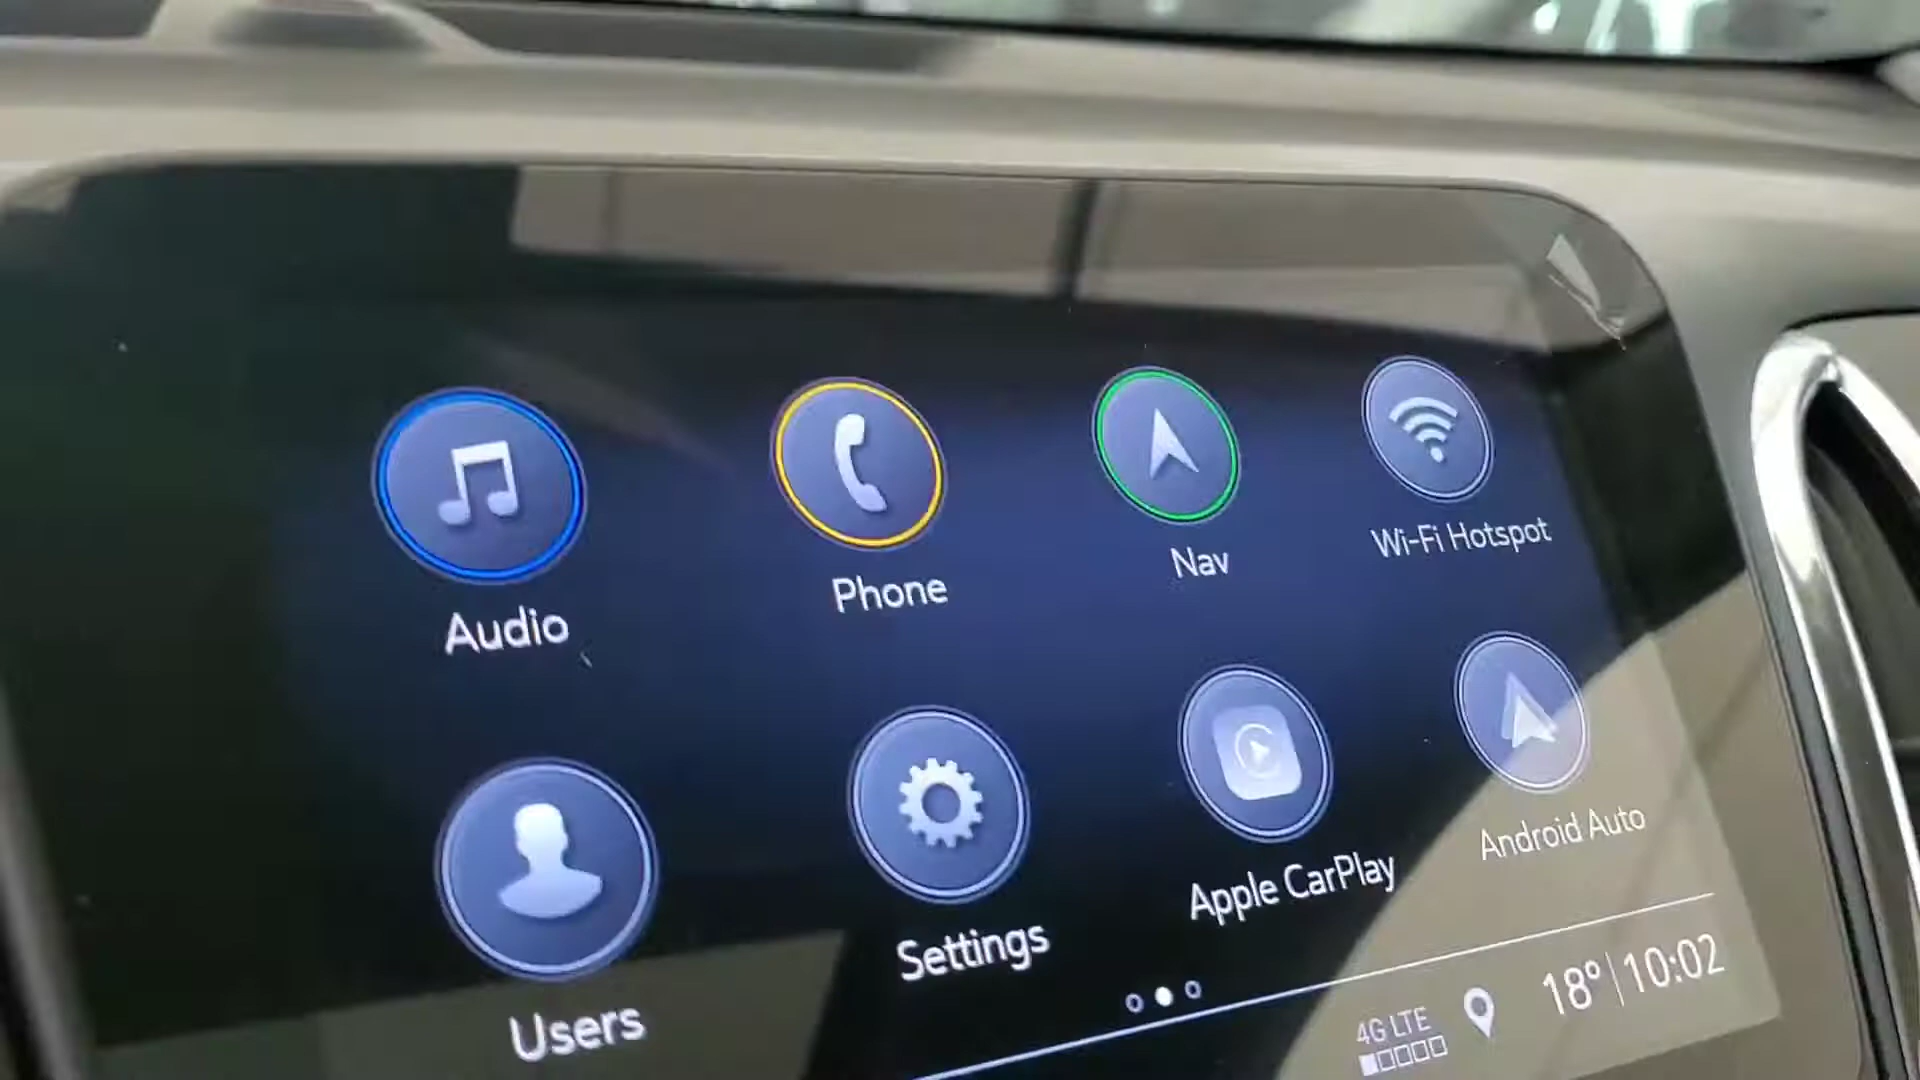 Audio
Phone
Nav
Wi-Fi Hotspot
Users
Settings
Apple CarPlay
Android Auto
4G LTE
18° | 10:02